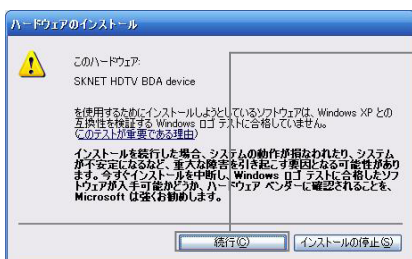 ハードウェアのインストール
このハードウェア:
SKNET HDTV BDA device
を使用するためにインストールしようとしているソフトウェアは、Windows XP との
互換性を検証する Windows ロゴ テストに合格していません。
(このテストが重要である理由)
インストールを続行した場合、システムの動作が損なわれたり、システム
が不安定になるなど、重大な障害を引き起こす要因となる可能性があり
ます。今すぐインストールを中断し、Windows ロゴ テストに合格したソフ
トウェアが入手可能かどうか、ハードウェア ベンダーに確認されることを、
Microsoft は強くお勧めします。
続行(C)
インストールの停止(S)